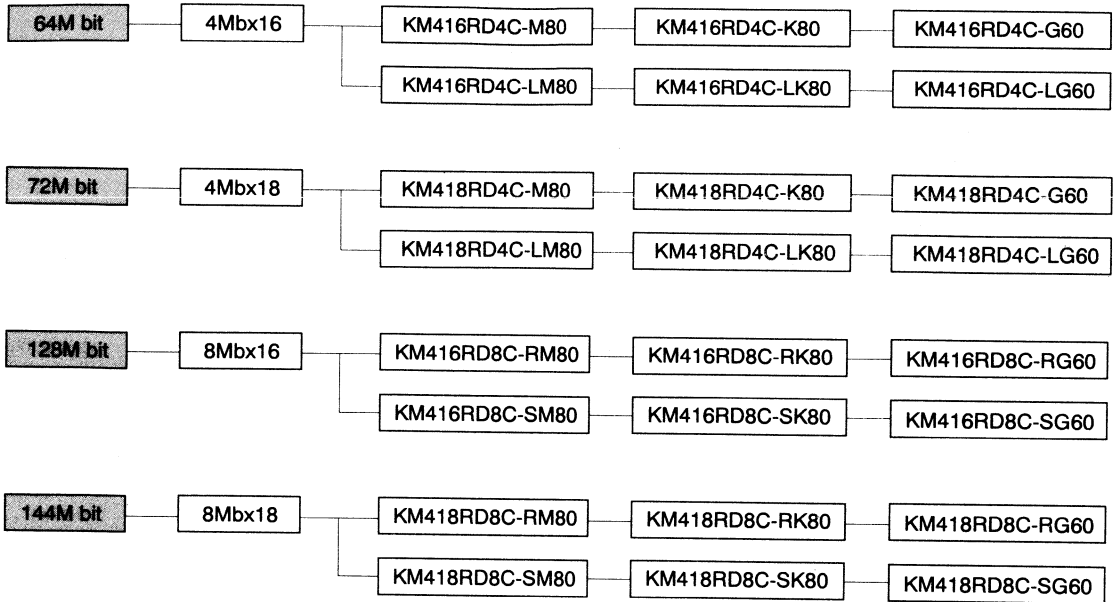 64M bit 4Mbx16 KM416RD4C-M80 KM416RD4C-K80 KM416RD4C-G60
KM416RD4C-LM80 KM416RD4C-LK80 KM416RD4C-LG60
72M bit 4Mbx18 KM418RD4C-M80 KM418RD4C-K80 KM418RD4C-G60
KM418RD4C-LM80 KM418RD4C-LK80 KM418RD4C-LG60
128M bit 8Mbx16 KM416RD8C-RM80 KM416RD8C-RK80 KM416RD8C-RG60
KM416RD8C-SM80 KM416RD8C-SK80 KM416RD8C-SG60
144M bit 8Mbx18 KM418RD8C-RM80 KM418RD8C-RK80 KM418RD8C-RG60
KM418RD8C-SM80 KM418RD8C-SK80 KM418RD8C-SG60